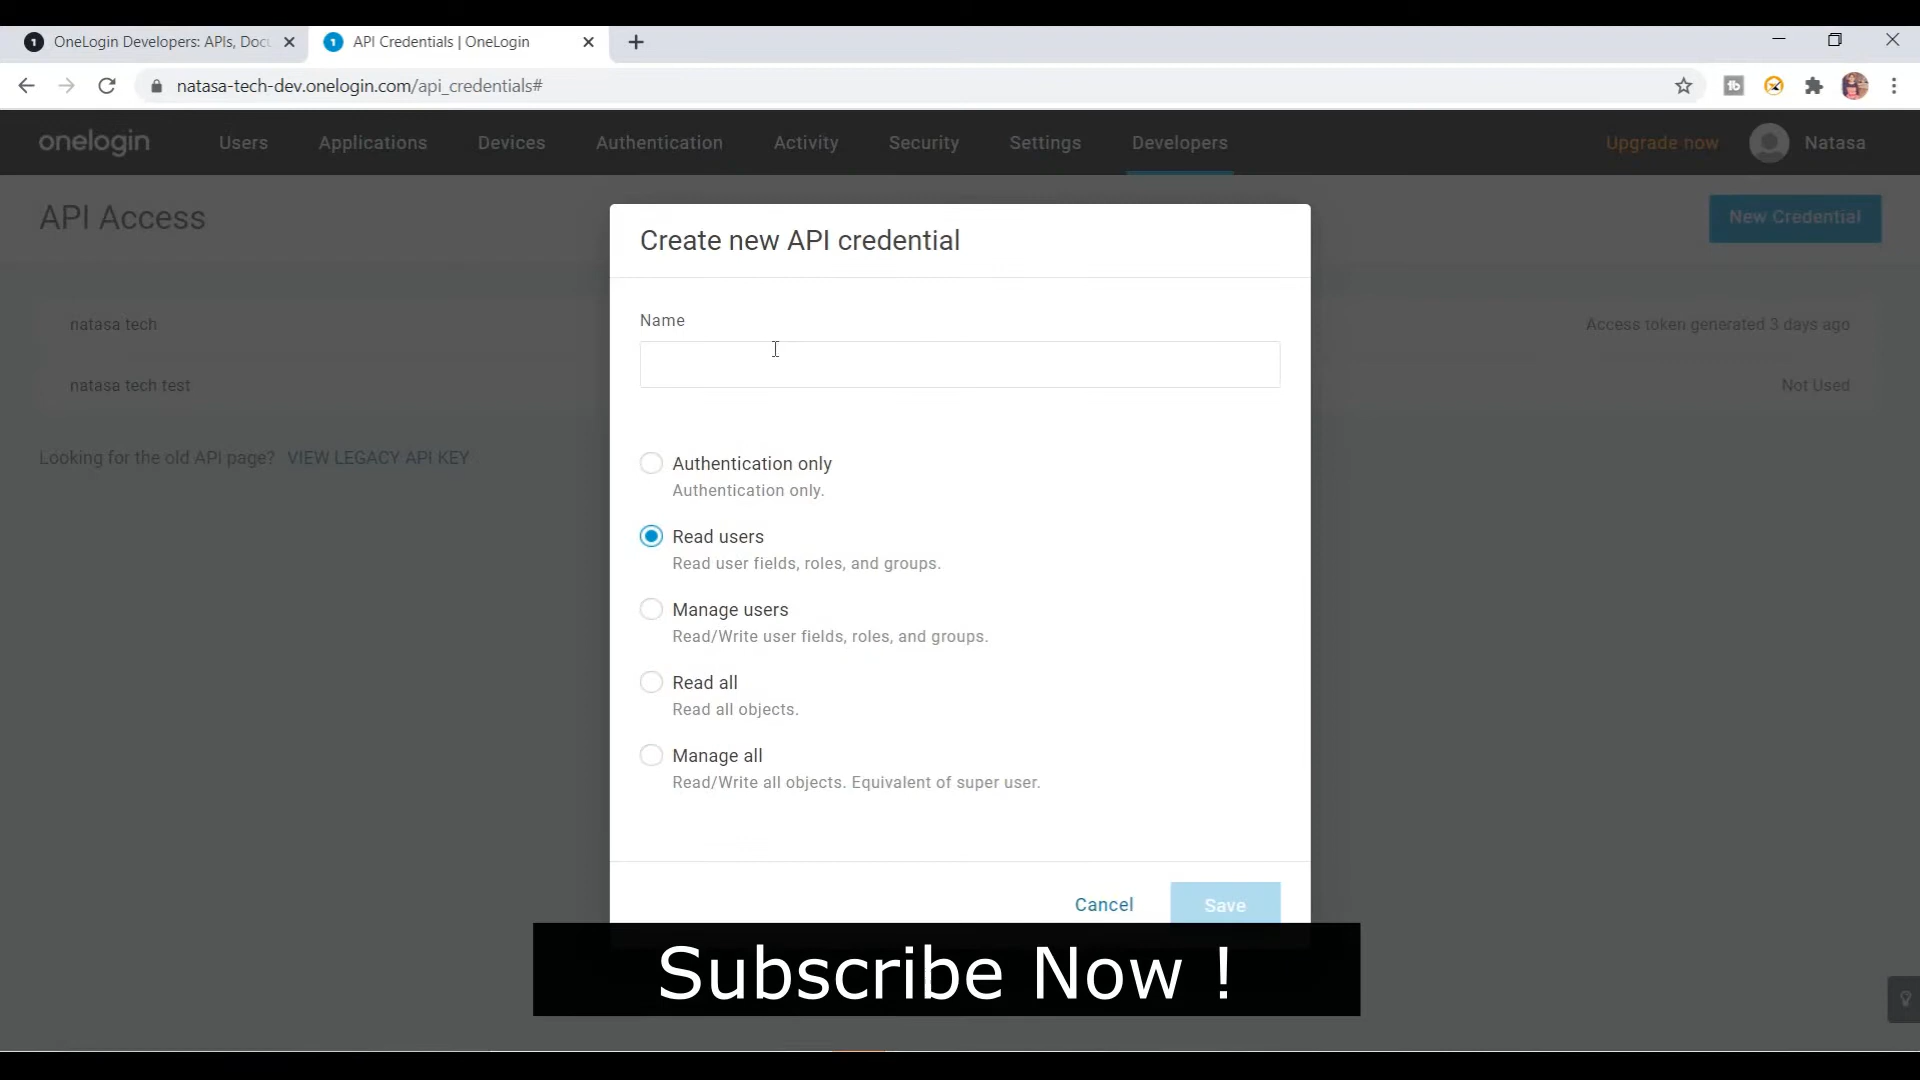 OneLogin Developers: APIs, Docu
API Credentials | OneLogin
natasa-tech-dev.onelogin.com/api_credentials#
onelogin Users Applications Devices Authentication Activity Security Settings Developers Upgrade now Natasa
API Access
New Credential
Create new API credential
Name
natasa tech
Access token generated 3 days ago
natasa tech test
Not Used
Looking for the old API page? VIEW LEGACY API KEY
Authentication only
Authentication only.
Read users
Read user fields, roles, and groups.
Manage users
Read/Write user fields, roles, and groups.
Read all
Read all objects.
Manage all
Read/Write all objects. Equivalent of super user.
Cancel
Save
Subscribe Now !